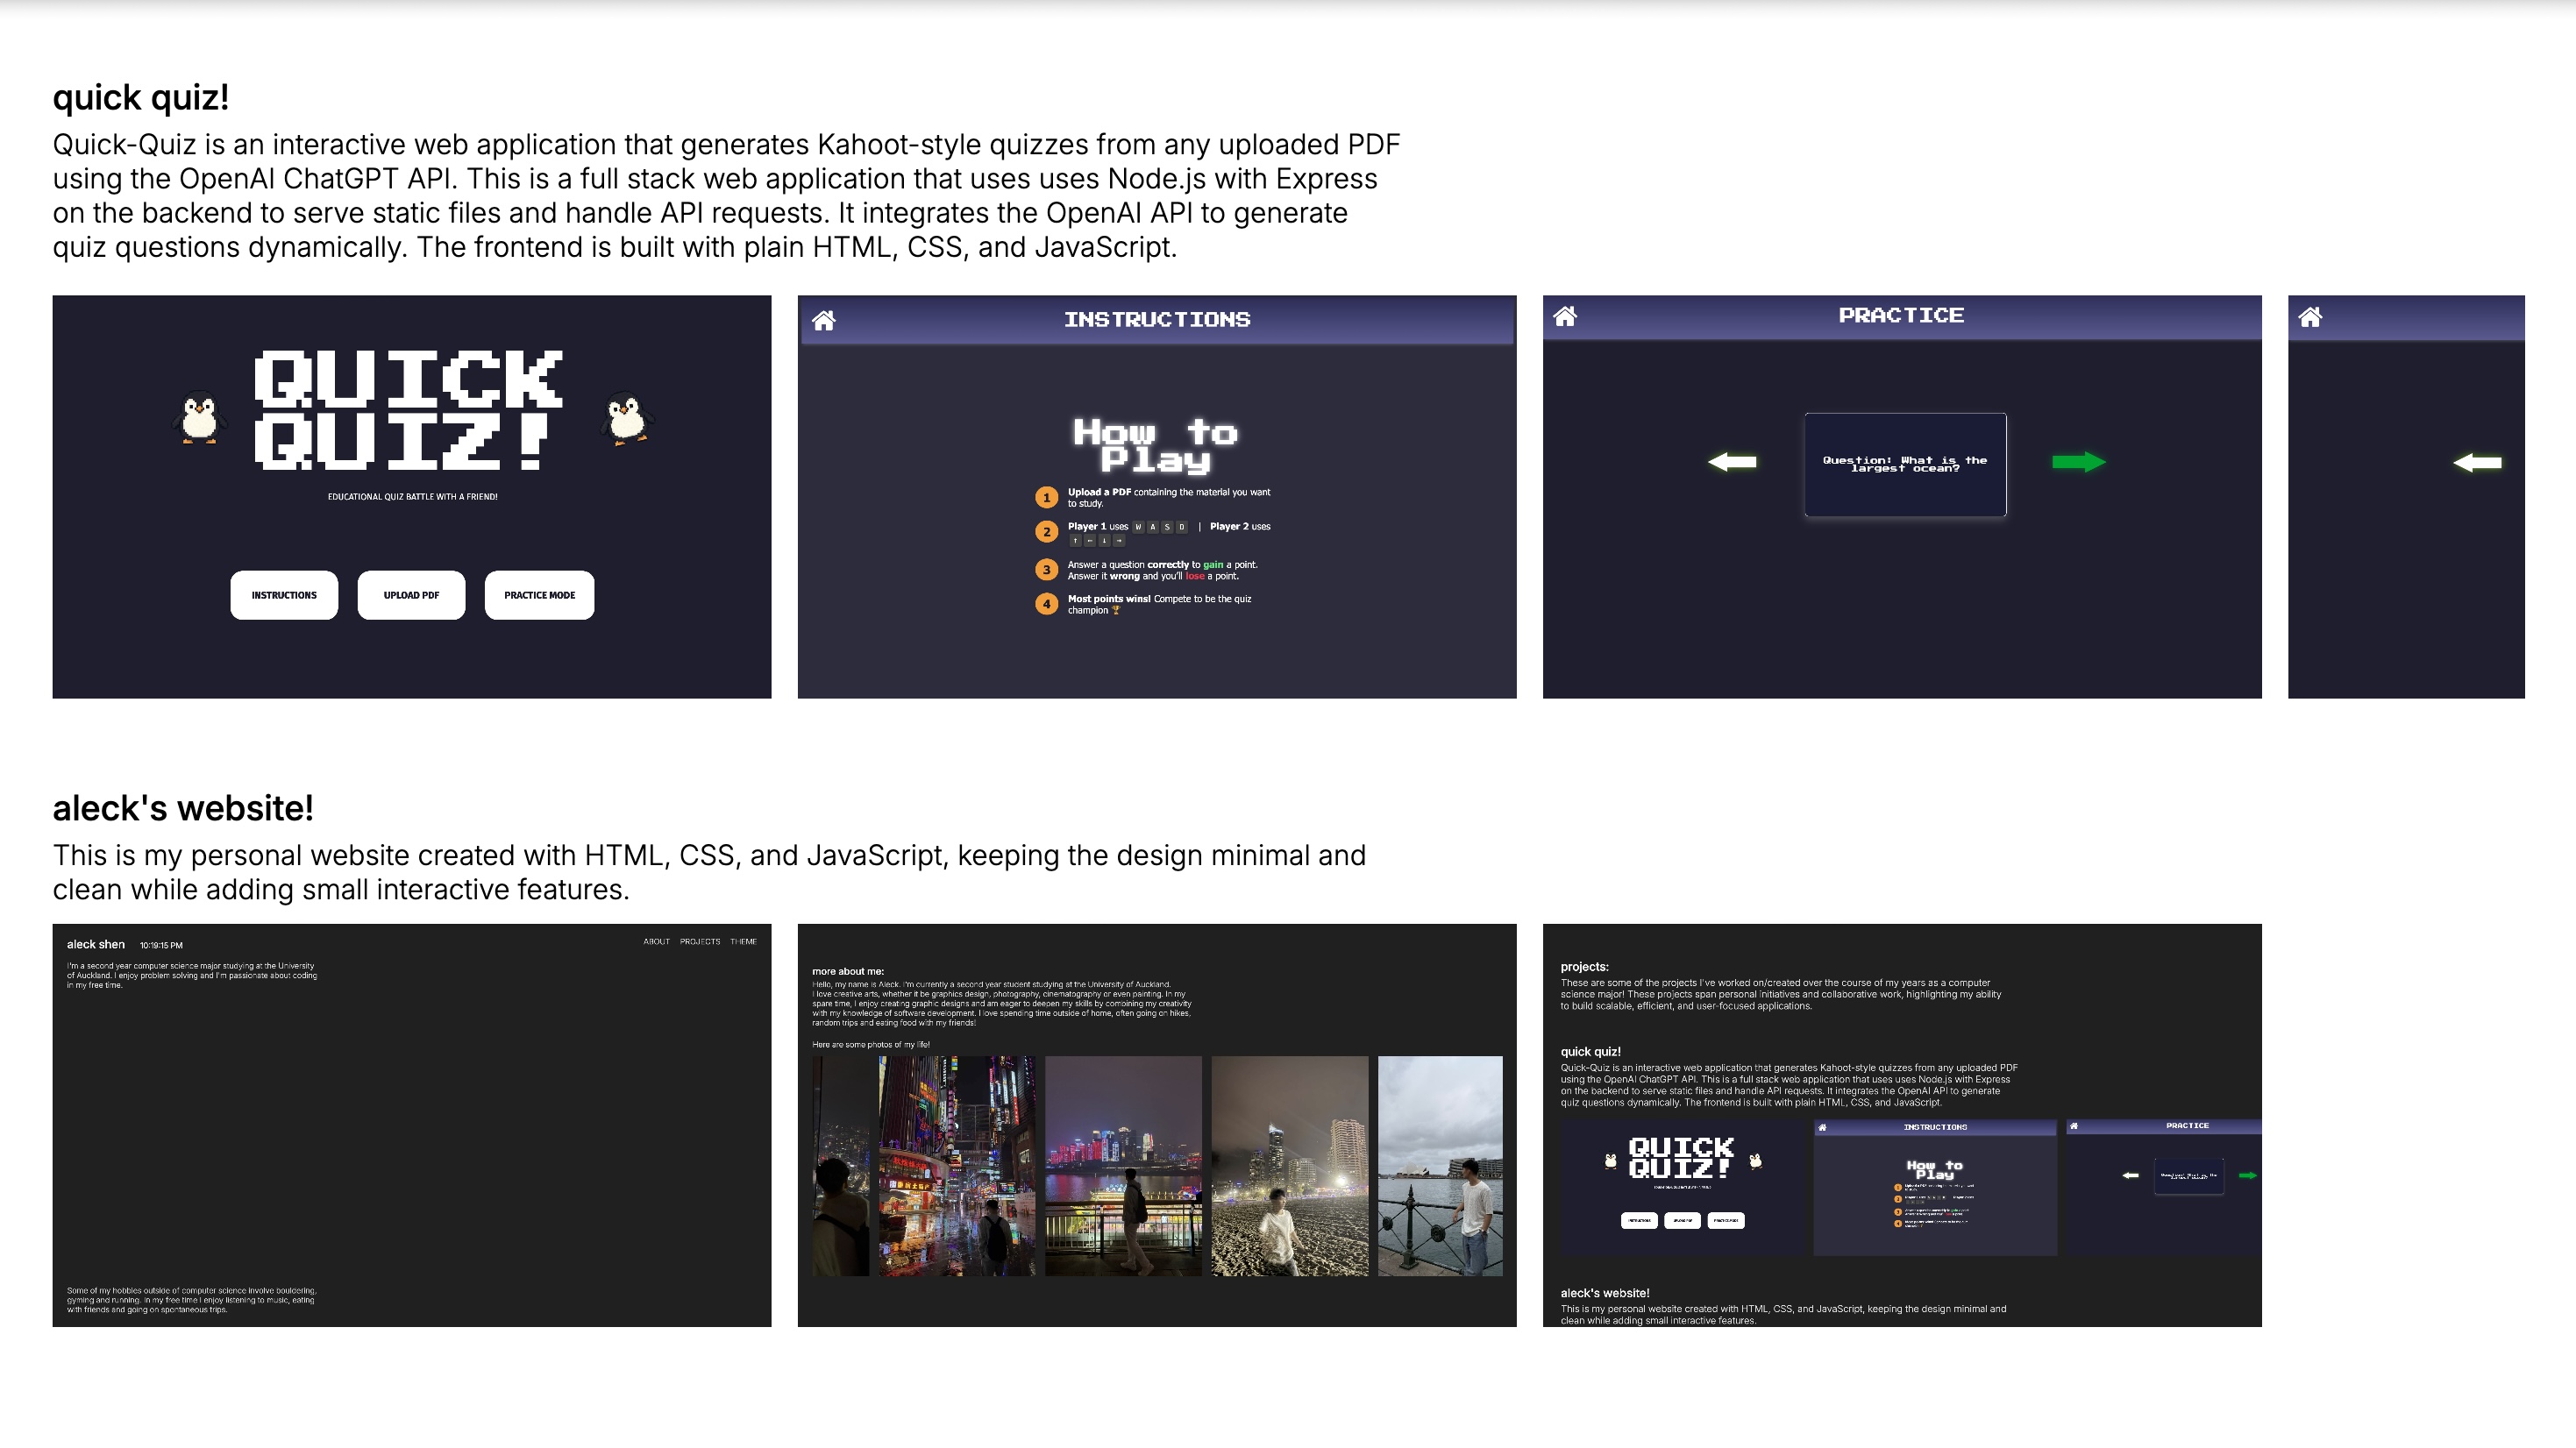 quick quiz!
Quick-Quiz is an interactive web application that generates Kahoot-style quizzes from any uploaded PDF
using the OpenAI ChatGPT API. This is a full stack web application that uses uses Node.js with Express
on the backend to serve static files and handle API requests. It integrates the OpenAI API to generate
quiz questions dynamically. The frontend is built with plain HTML, CSS, and JavaScript.
QUICK
QUIZ!
EDUCATIONAL QUIZ BATTLE WITH A FRIEND!
INSTRUCTIONS
UPLOAD PDF
PRACTICE MODE
INSTRUCTIONS
How to
Play
1 Upload a PDF containing the material you want
to study.
2 Player 1 uses W A S D | Player 2 uses
↑ ← ↓ →
3 Answer a question correctly to gain a point.
Answer it wrong and you'll lose a point.
4 Most points wins! Compete to be the quiz
champion 🏆
PRACTICE
Question: What is the
largest ocean?
aleck's website!
This is my personal website created with HTML, CSS, and JavaScript, keeping the design minimal and
clean while adding small interactive features.
aleck shen 10:19:15 PM
ABOUT PROJECTS THEME
I'm a second year computer science major studying at the University
of Auckland. I enjoy problem solving and I'm passionate about coding
in my free time.
Some of my hobbies outside of computer science involve bouldering,
gyming and running. In my free time I enjoy listening to music, eating
with friends and going on spontaneous trips.
more about me:
Hello, my name is Aleck. I'm currently a second year student studying at the University of Auckland.
I love creative arts, whether it be graphics design, photography, cinematography or even painting. In my
spare time, I enjoy creating graphic designs and am eager to deepen my skills by combining my creativity
with my knowledge of software development. I love spending time outside of home, often going on hikes,
random trips and eating food with my friends!
Here are some photos of my life!
projects:
These are some of the projects I've worked on/created over the course of my years as a computer
science major! These projects span personal initiatives and collaborative work, highlighting my ability
to build scalable, efficient, and user-focused applications.
quick quiz!
Quick-Quiz is an interactive web application that generates Kahoot-style quizzes from any uploaded PDF
using the OpenAI ChatGPT API. This is a full stack web application that uses uses Node.js with Express
on the backend to serve static files and handle API requests. It integrates the OpenAI API to generate
quiz questions dynamically. The frontend is built with plain HTML, CSS, and JavaScript.
QUICK
QUIZ!
INSTRUCTIONS
UPLOAD PDF
PRACTICE MODE
INSTRUCTIONS
How to
Play
PRACTICE
aleck's website!
This is my personal website created with HTML, CSS, and JavaScript, keeping the design minimal and
clean while adding small interactive features.